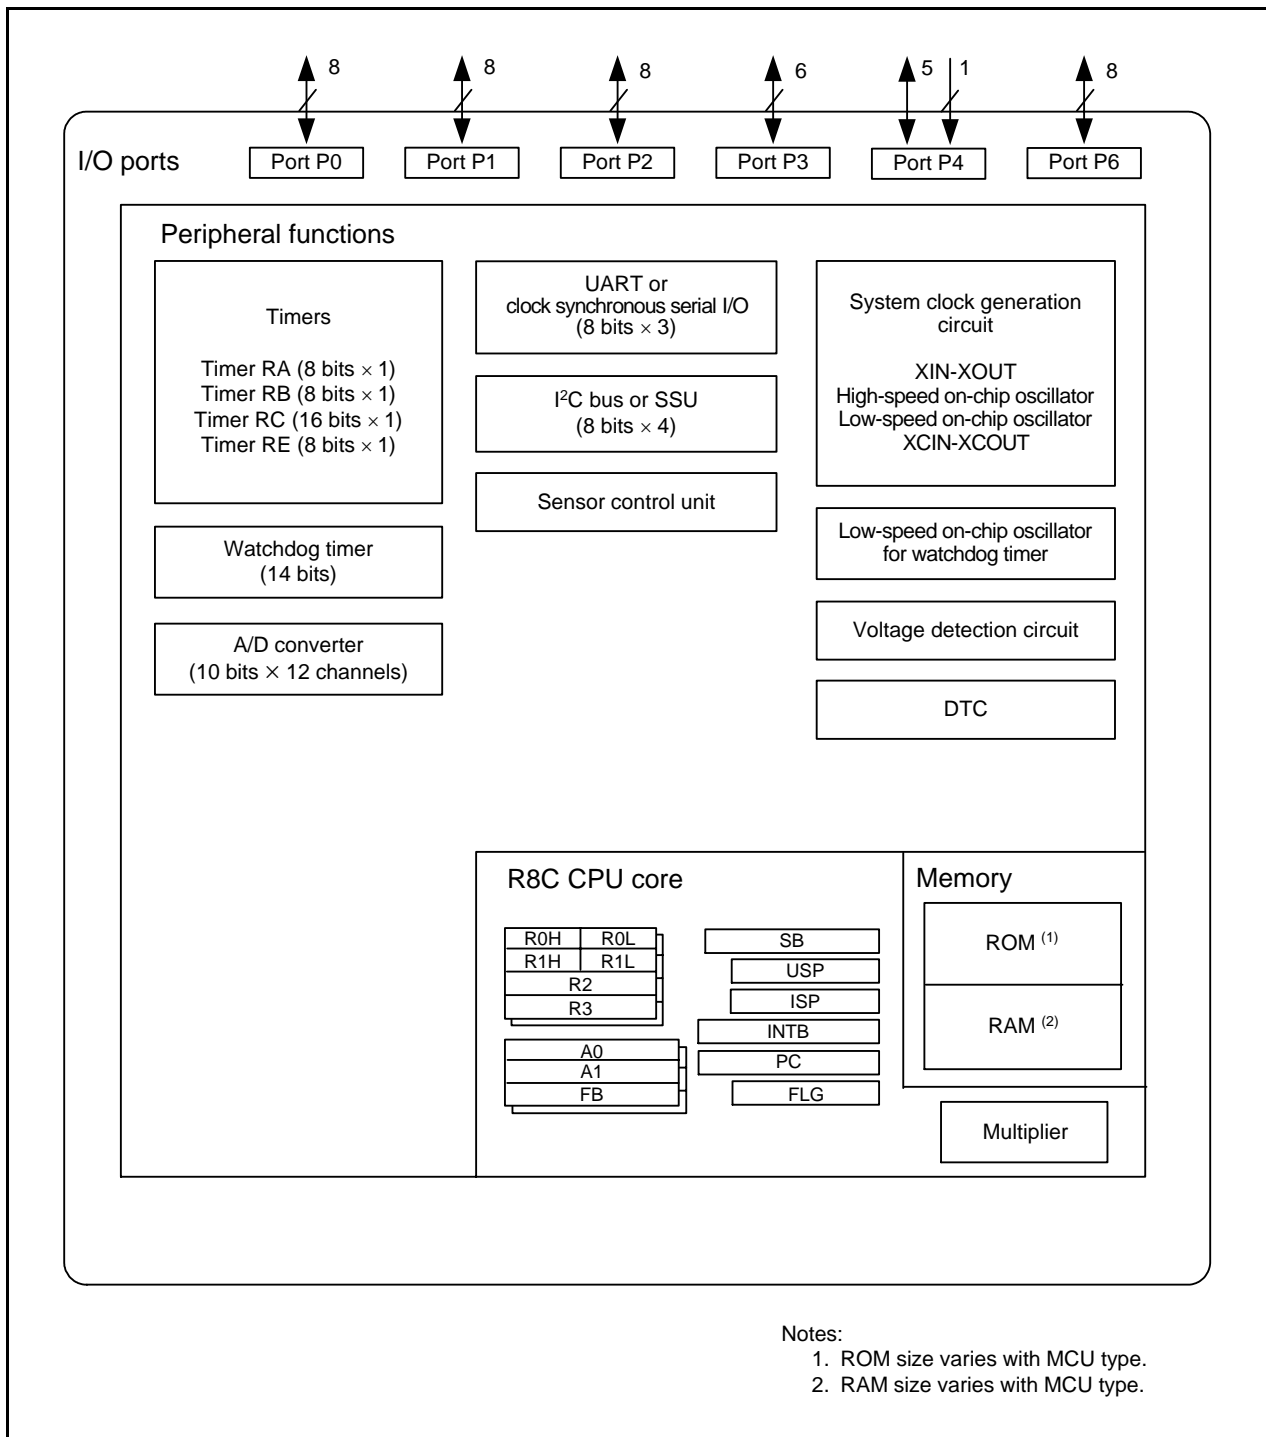 8 8 8 6 5 1 8
I/O ports
Port P0
Port P1
Port P2
Port P3
Port P4
Port P6
Peripheral functions
Timers
Timer RA (8 bits × 1)
Timer RB (8 bits × 1)
Timer RC (16 bits × 1)
Timer RE (8 bits × 1)
Watchdog timer
(14 bits)
A/D converter
(10 bits × 12 channels)
UART or
clock synchronous serial I/O
(8 bits × 3)
I²C bus or SSU
(8 bits × 4)
Sensor control unit
System clock generation
circuit
XIN-XOUT
High-speed on-chip oscillator
Low-speed on-chip oscillator
XCIN-XCOUT
Low-speed on-chip oscillator
for watchdog timer
Voltage detection circuit
DTC
R8C CPU core
R0H R0L
R1H R1L
R2
R3
A0
A1
FB
SB
USP
ISP
INTB
PC
FLG
Memory
ROM (1)
RAM (2)
Multiplier
Notes:
1. ROM size varies with MCU type.
2. RAM size varies with MCU type.